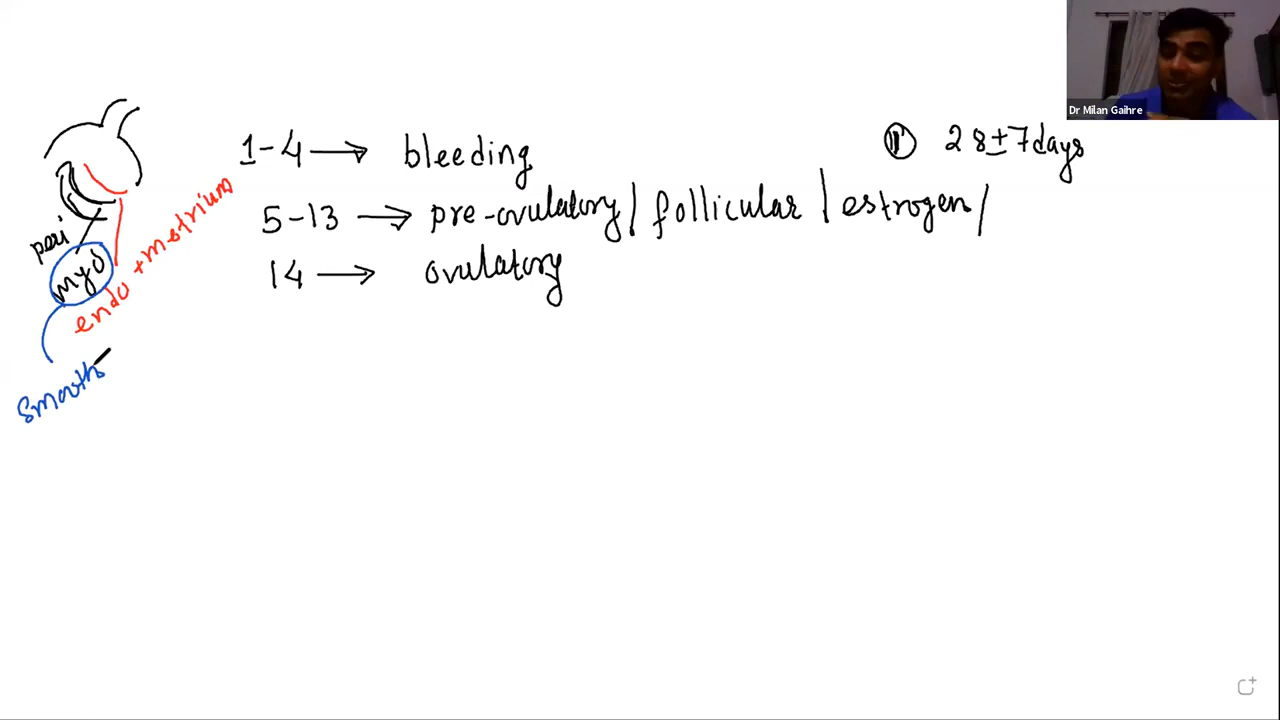 Dr Milan Gaihre
28±7days
1-4 → bleeding
5-13 → pre-ovulatory/ follicular / estrogen /
14 → ovulatory
peri
myo
endo + metrium
Smooth